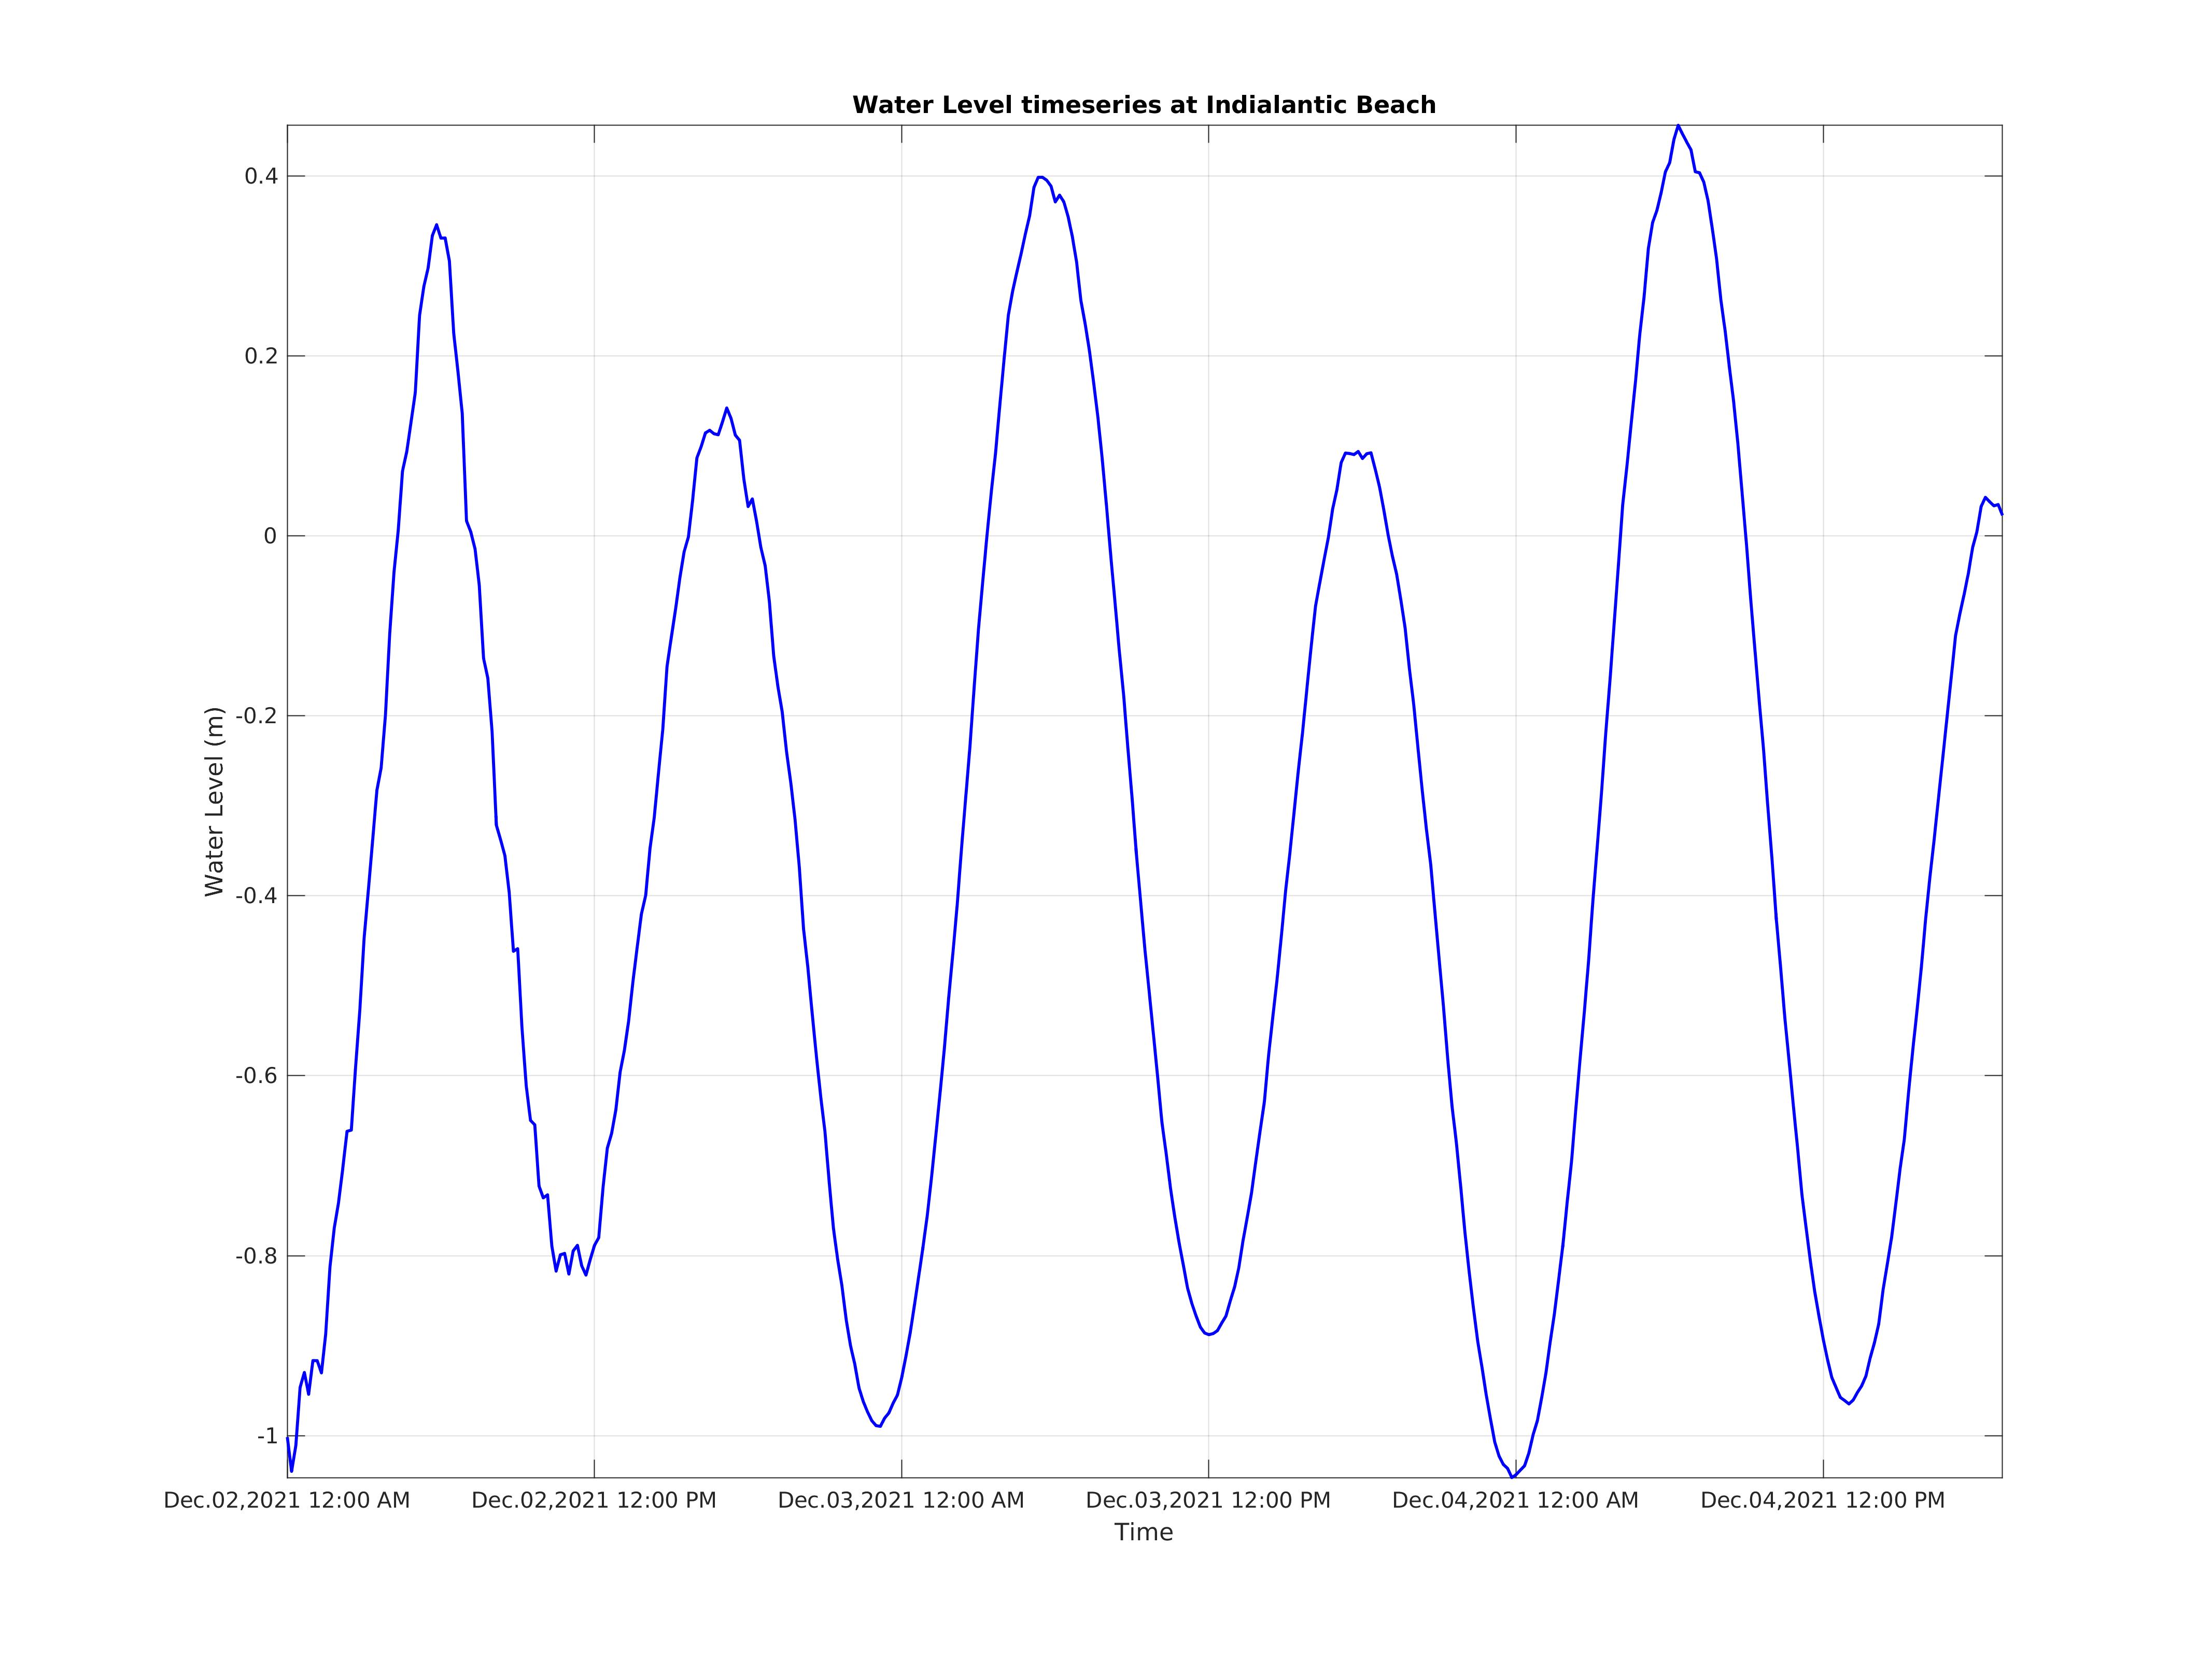 Water Level timeseries at Indialantic Beach
0.4
0.2
0
-0.2
-0.4
-0.6
-0.8
-1
Water Level (m)
Dec.02,2021 12:00 AM Dec.02,2021 12:00 PM Dec.03,2021 12:00 AM Dec.03,2021 12:00 PM Dec.04,2021 12:00 AM Dec.04,2021 12:00 PM
Time